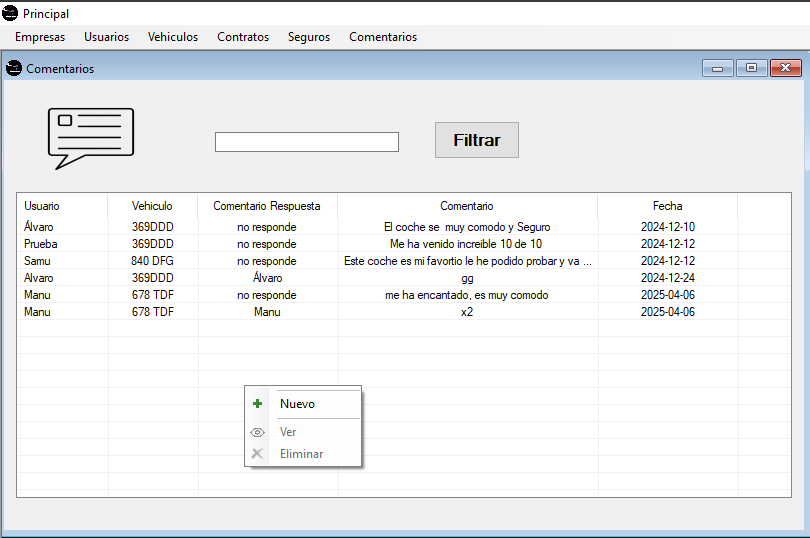 Principal
Empresas Usuarios Vehiculos Contratos Seguros Comentarios
Comentarios
Filtrar
Usuario Vehiculo Comentario Respuesta Comentario Fecha
Álvaro 369DDD no responde El coche se muy comodo y Seguro 2024-12-10
Prueba 369DDD no responde Me ha venido increible 10 de 10 2024-12-12
Samu 840 DFG no responde Este coche es mi favortio le he podido probar y va ... 2024-12-12
Alvaro 369DDD Álvaro gg 2024-12-24
Manu 678 TDF no responde me ha encantado, es muy comodo 2025-04-06
Manu 678 TDF Manu x2 2025-04-06
Nuevo
Ver
Eliminar